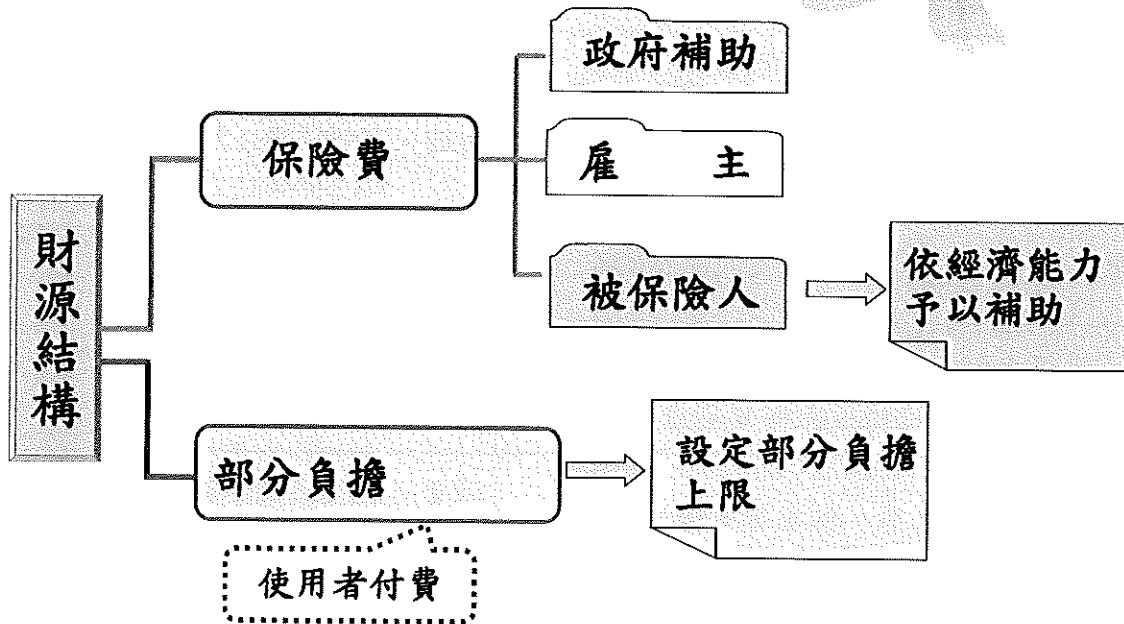 財源結構
保險費
政府補助
雇 主
被保險人
依經濟能力
予以補助
部分負擔
使用者付費
設定部分負擔
上限